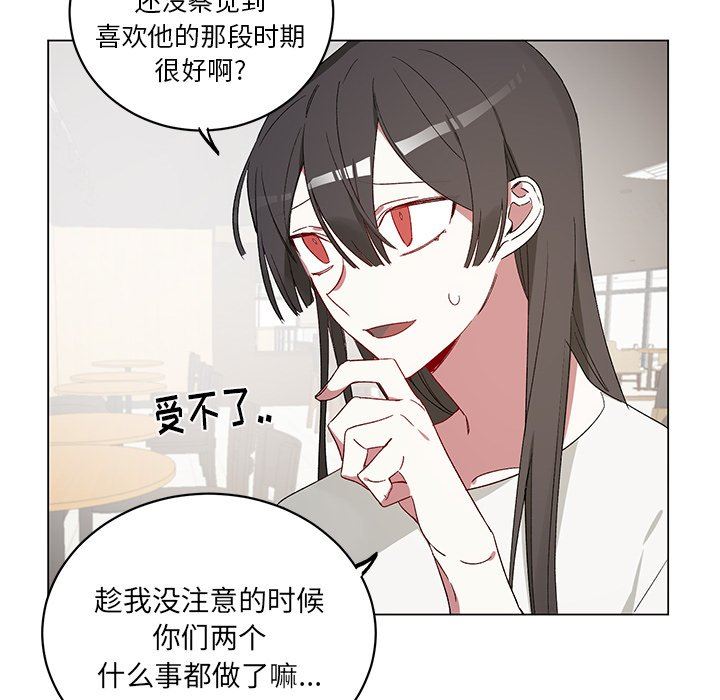 还没察觉到
喜欢他的那段时期
很好啊?
受不了..
趁我没注意的时候
你们两个
什么事都做了嘛...